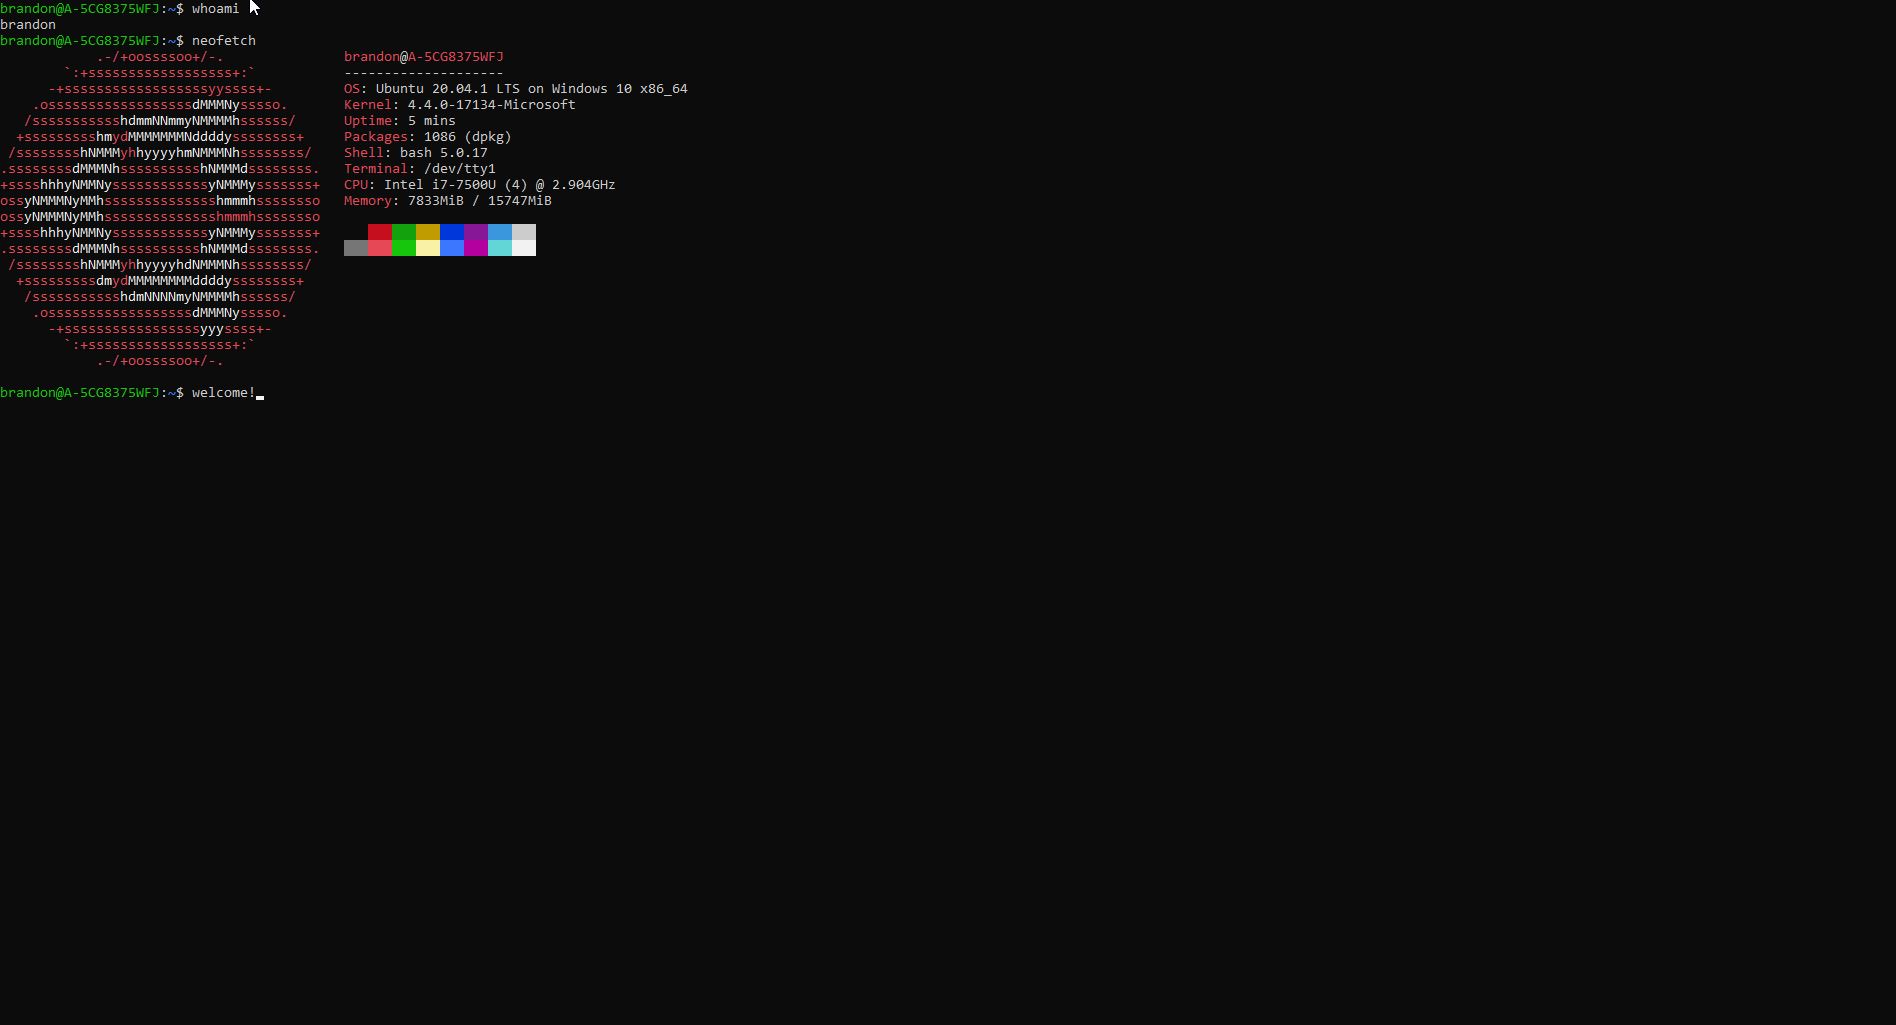 brandon@A-5CG8375WFJ:~$ whoami
brandon
brandon@A-5CG8375WFJ:~$ neofetch
            .-/+oossssoo+/-.               brandon@A-5CG8375WFJ
        `:+ssssssssssssssssss+:`           --------------------
      -+ssssssssssssssssssyyssss+-         OS: Ubuntu 20.04.1 LTS on Windows 10 x86_64
    .ossssssssssssssssssdMMMNysssso.       Kernel: 4.4.0-17134-Microsoft
   /ssssssssssshdmmNNmmyNMMMMhssssss/      Uptime: 5 mins
  +ssssssssshmydMMMMMMMNddddyssssssss+     Packages: 1086 (dpkg)
 /sssssssshNMMMyhhyyyyhmNMMMNhssssssss/    Shell: bash 5.0.17
.ssssssssdMMMNhsssssssssshNMMMdssssssss.   Terminal: /dev/tty1
+sssshhhyNMMNyssssssssssssyNMMMysssssss+   CPU: Intel i7-7500U (4) @ 2.904GHz
ossyNMMMNyMMhsssssssssssssshmmmhssssssso   Memory: 7833MiB / 15747MiB
ossyNMMMNyMMhsssssssssssssshmmmhssssssso
+sssshhhyNMMNyssssssssssssyNMMMysssssss+
.ssssssssdMMMNhsssssssssshNMMMdssssssss.
 /sssssssshNMMMyhhyyyyhdNMMMNhssssssss/
  +sssssssssdmydMMMMMMMMddddyssssssss+
   /ssssssssssshdmNNNNmyNMMMMhssssss/
    .ossssssssssssssssssdMMMNysssso.
      -+sssssssssssssssssyyyssss+-
        `:+ssssssssssssssssss+:`
            .-/+oossssoo+/-.
brandon@A-5CG8375WFJ:~$ welcome!